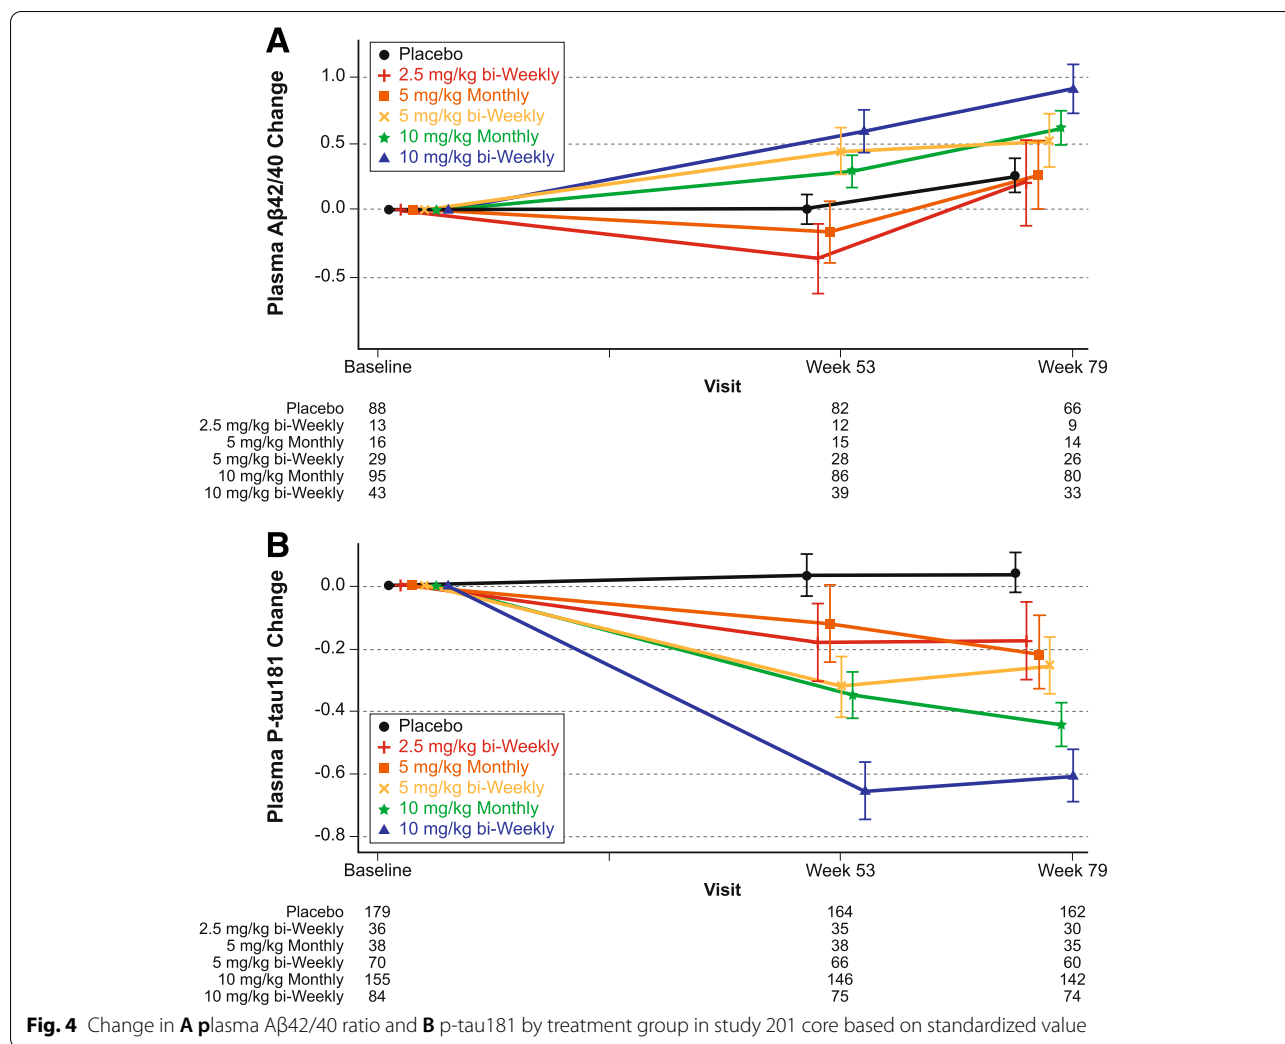 A
Plasma Aβ42/40 Change
Placebo
2.5 mg/kg bi-Weekly
5 mg/kg Monthly
5 mg/kg bi-Weekly
10 mg/kg Monthly
10 mg/kg bi-Weekly
1.0
0.5
0.0
-0.5
Baseline Week 53 Week 79
Visit
Placebo 88 82 66
2.5 mg/kg bi-Weekly 13 12 9
5 mg/kg Monthly 16 15 14
5 mg/kg bi-Weekly 29 28 26
10 mg/kg Monthly 95 86 80
10 mg/kg bi-Weekly 43 39 33
B
Plasma P-tau181 Change
0.0
-0.2
-0.4
-0.6
-0.8
Placebo
2.5 mg/kg bi-Weekly
5 mg/kg Monthly
5 mg/kg bi-Weekly
10 mg/kg Monthly
10 mg/kg bi-Weekly
Baseline Week 53 Week 79
Visit
Placebo 179 164 162
2.5 mg/kg bi-Weekly 36 35 30
5 mg/kg Monthly 38 38 35
5 mg/kg bi-Weekly 70 66 60
10 mg/kg Monthly 155 146 142
10 mg/kg bi-Weekly 84 75 74
Fig. 4 Change in A plasma Aβ42/40 ratio and B p-tau181 by treatment group in study 201 core based on standardized value